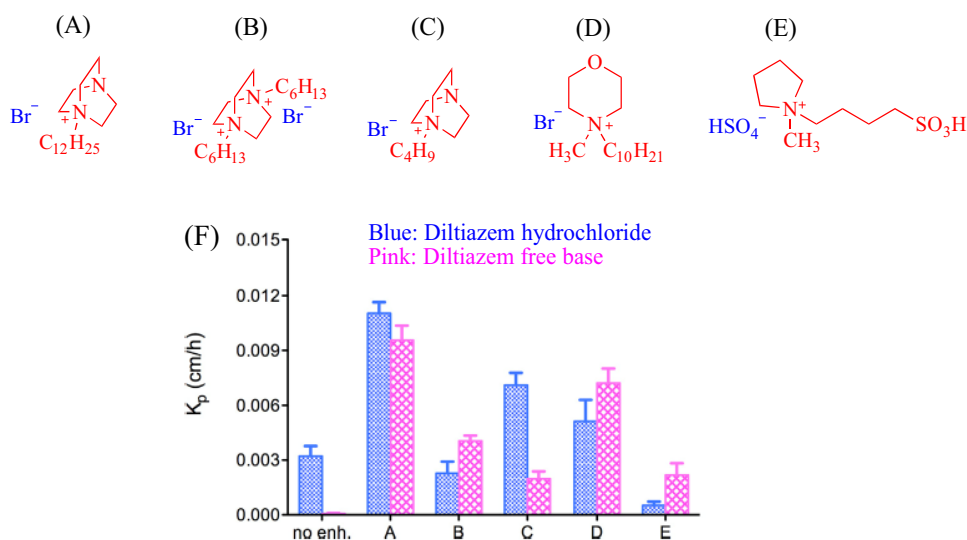 (A)
(B)
(C)
(D)
(E)
N
N
+
Br⁻
C₁₂H₂₅
N
+
C₆H₁₃
N
+
Br⁻
Br⁻
C₆H₁₃
N
N
+
Br⁻
C₄H₉
O
Br⁻
N
+
H₃C
C₁₀H₂₁
N
+
HSO₄⁻
CH₃
SO₃H
(F)
Blue: Diltiazem hydrochloride
Pink: Diltiazem free base
Kₚ (cm/h)
0.015
0.012
0.009
0.006
0.003
0.000
no enh. A B C D E